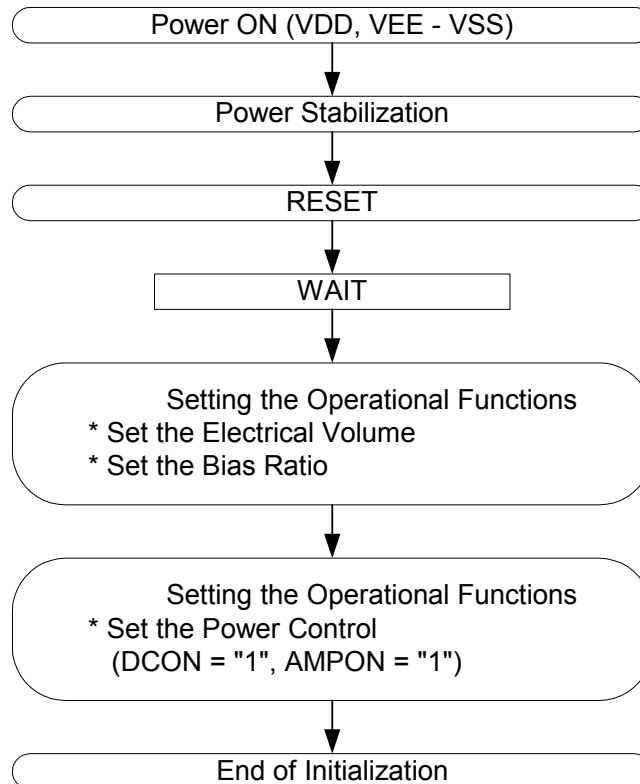 Power ON (VDD, VEE - VSS)
Power Stabilization
RESET
WAIT
Setting the Operational Functions
* Set the Electrical Volume
* Set the Bias Ratio
Setting the Operational Functions
* Set the Power Control
(DCON = "1", AMPON = "1")
End of Initialization